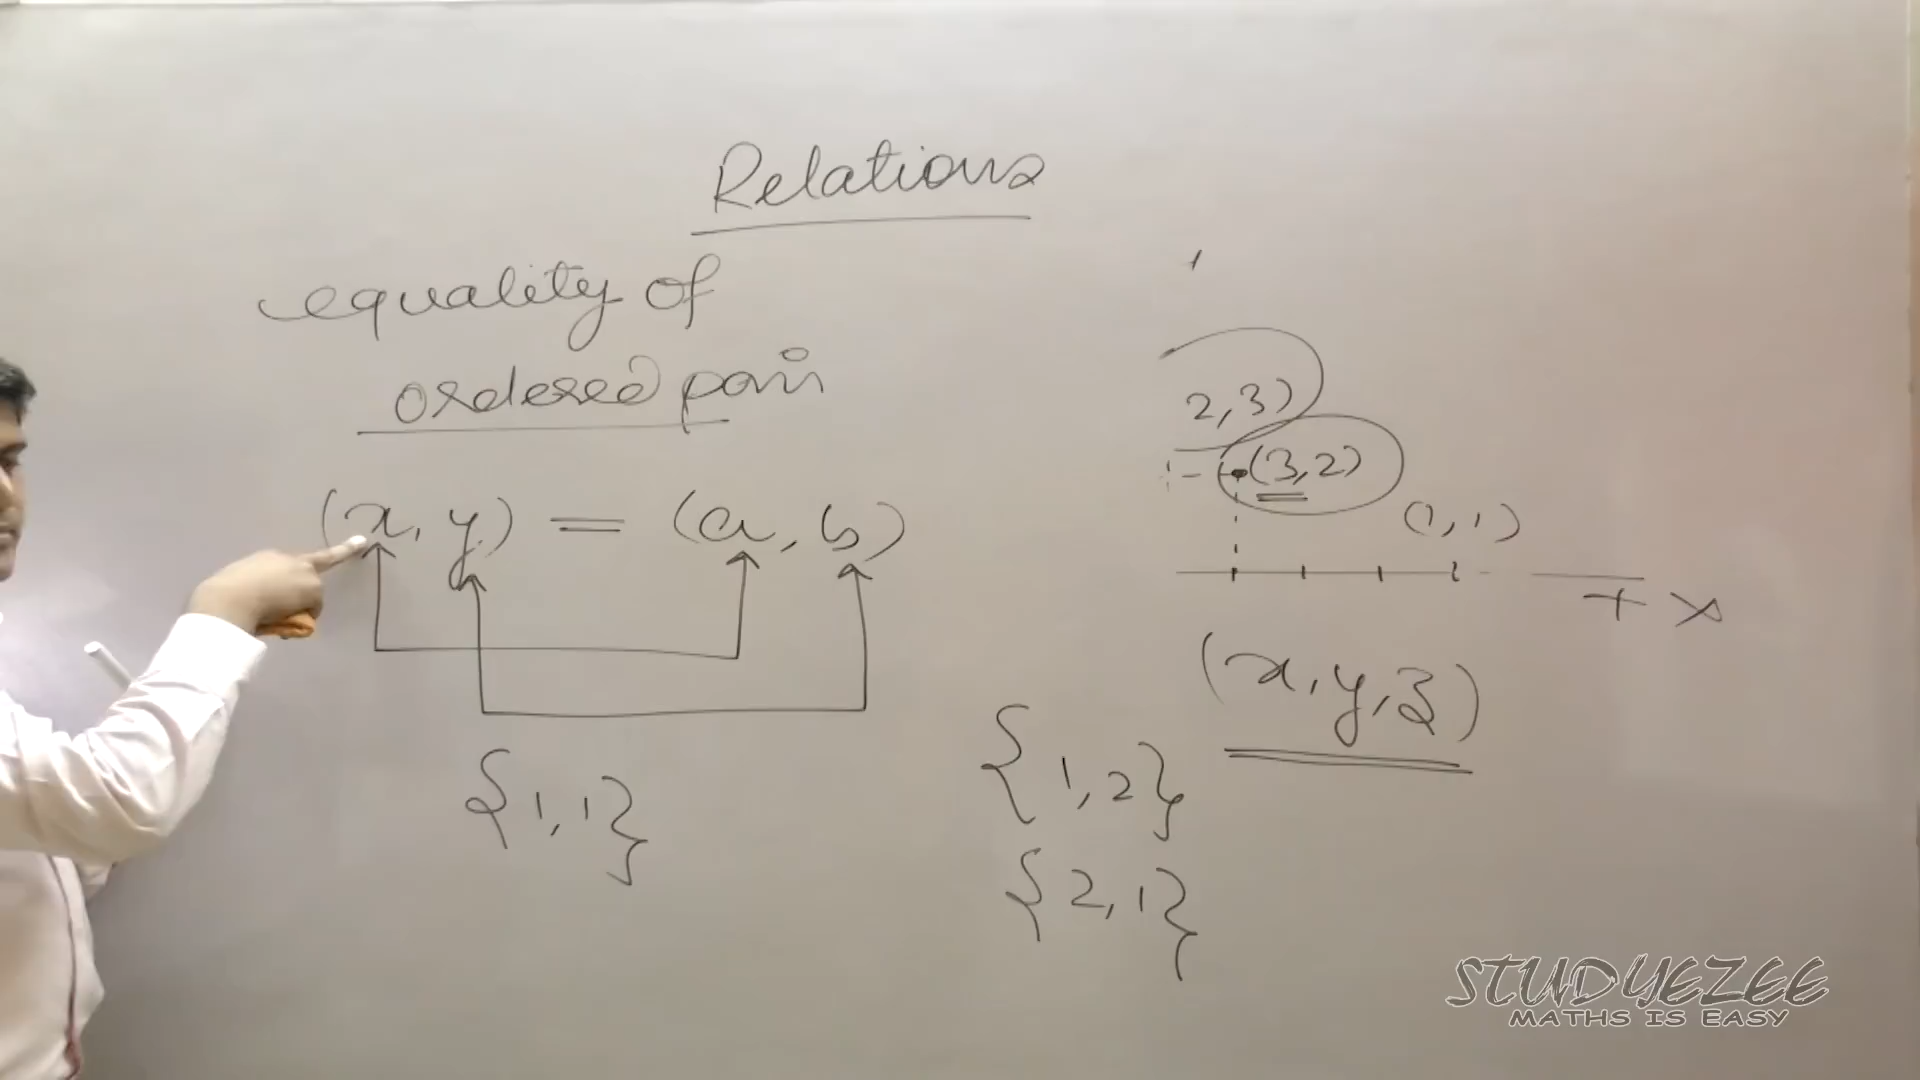 Relations
equality of
ordered pair
(x, y) = (a, b)
{1, 1}
2, 3)
(3, 2)
(1, 1)
+ x
(x, y, z)
{1, 2}
{2, 1}
STUDYEZEE
MATHS IS EASY